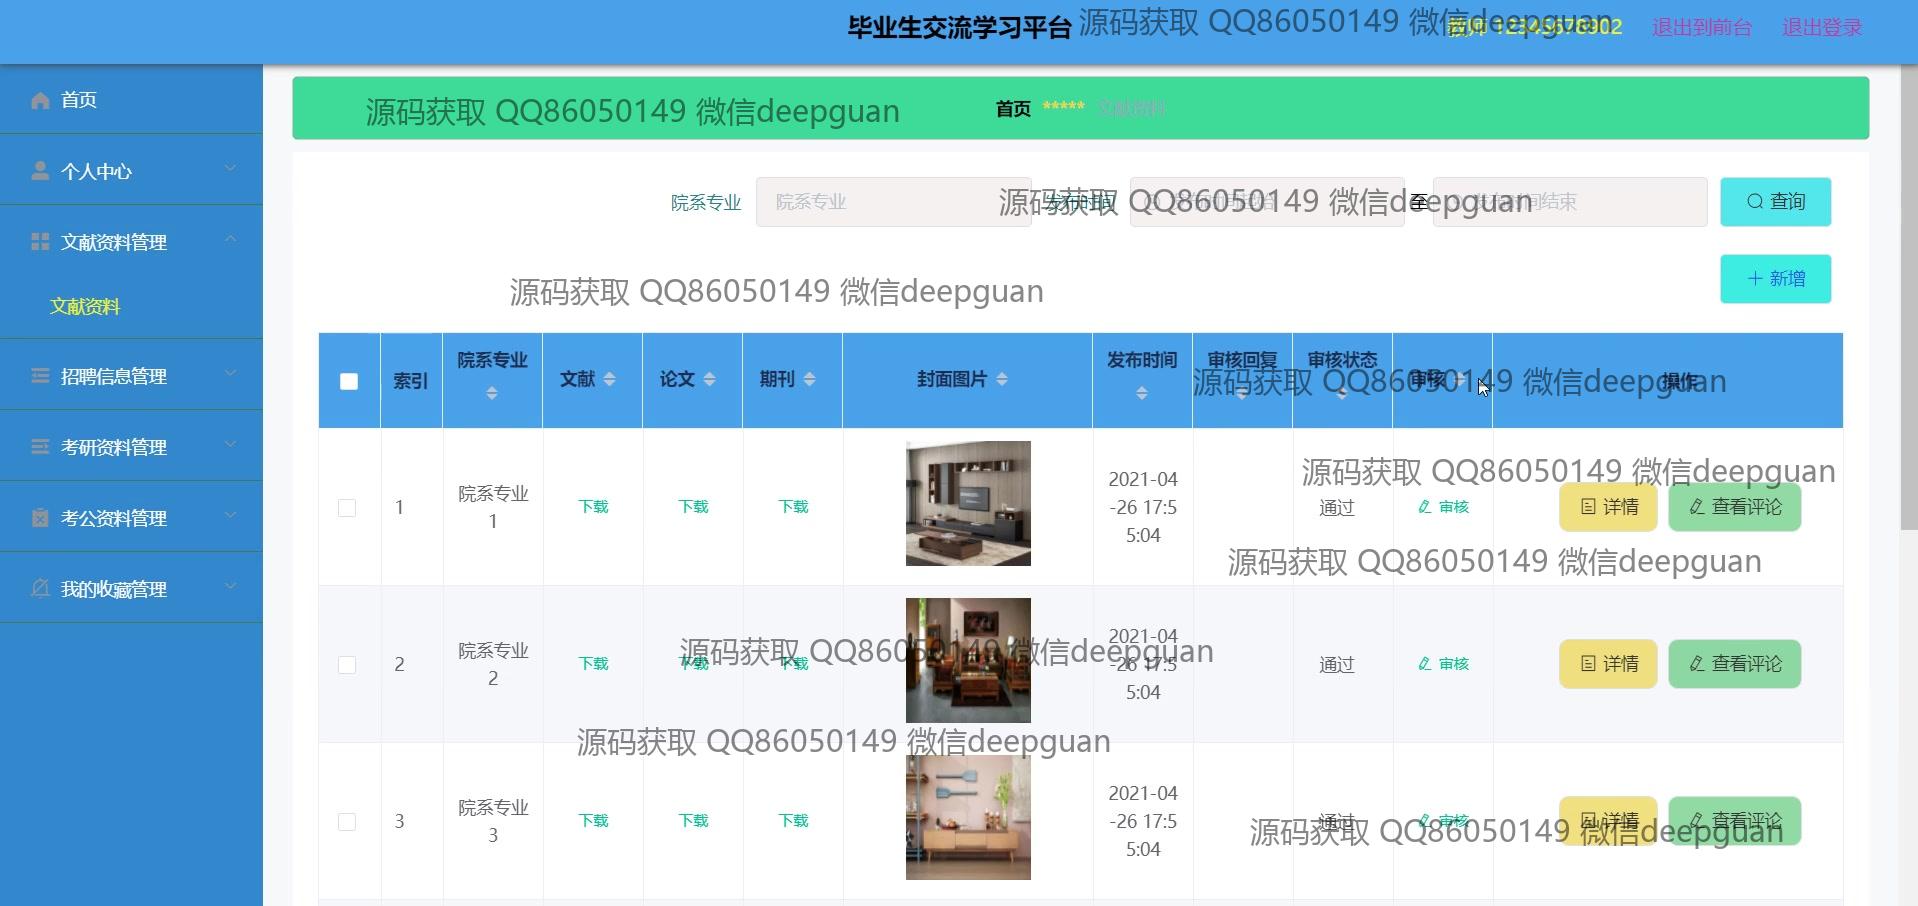 毕业生交流学习平台
源码获取 QQ86050149 微信deepguan
教师 12345678902
退出到前台
退出登录
首页
个人中心
文献资料管理
文献资料
招聘信息管理
考研资料管理
考公资料管理
我的收藏管理
源码获取 QQ86050149 微信deepguan
首页 ***** 文献资料
院系专业 院系专业
发布时间
至
源码获取 QQ86050149 微信deepguan
查询
源码获取 QQ86050149 微信deepguan
新增
索引 院系专业 文献 论文 期刊 封面图片 发布时间 审核回复 审核状态 审核 操作
源码获取 QQ86050149 微信deepguan
源码获取 QQ86050149 微信deepguan
1 院系专业1 下载 下载 下载 2021-04-26 17:55:04 通过 审核 详情 查看评论
源码获取 QQ86050149 微信deepguan
2 院系专业2 下载 下载 下载 2021-04-26 17:55:04 通过 审核 详情 查看评论
源码获取 QQ86050149 微信deepguan
源码获取 QQ86050149 微信deepguan
3 院系专业3 下载 下载 下载 2021-04-26 17:55:04 通过 审核 详情 查看评论
源码获取 QQ86050149 微信deepguan